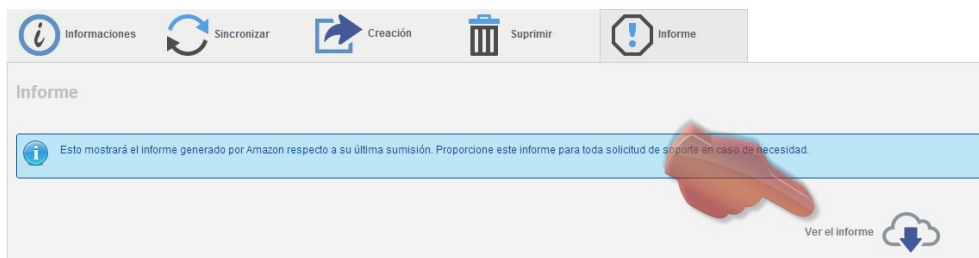 Informaciones Sincronizar Creación Suprimir Informe
Informe
Esto mostrará el informe generado por Amazon respecto a su última sumisión. Proporcione este informe para toda solicitud de soporte en caso de necesidad.
Ver el informe